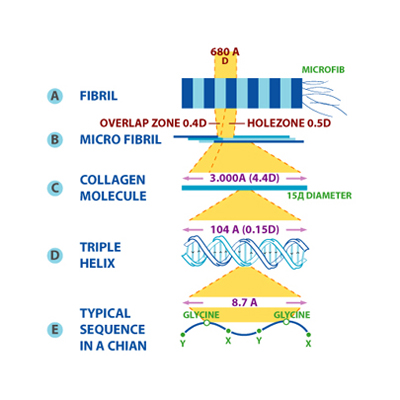 680 A
D
MICROFIB
A FIBRIL
OVERLAP ZONE 0.4D
HOLEZONE 0.5D
B MICRO FIBRIL
C COLLAGEN
MOLECULE
3.000A (4.4D)
15Д DIAMETER
104 A (0.15D)
D TRIPLE
HELIX
8.7 A
E TYPICAL
SEQUENCE
IN A CHIAN
GLYCINE
GLYCINE
Y
X
Y
X